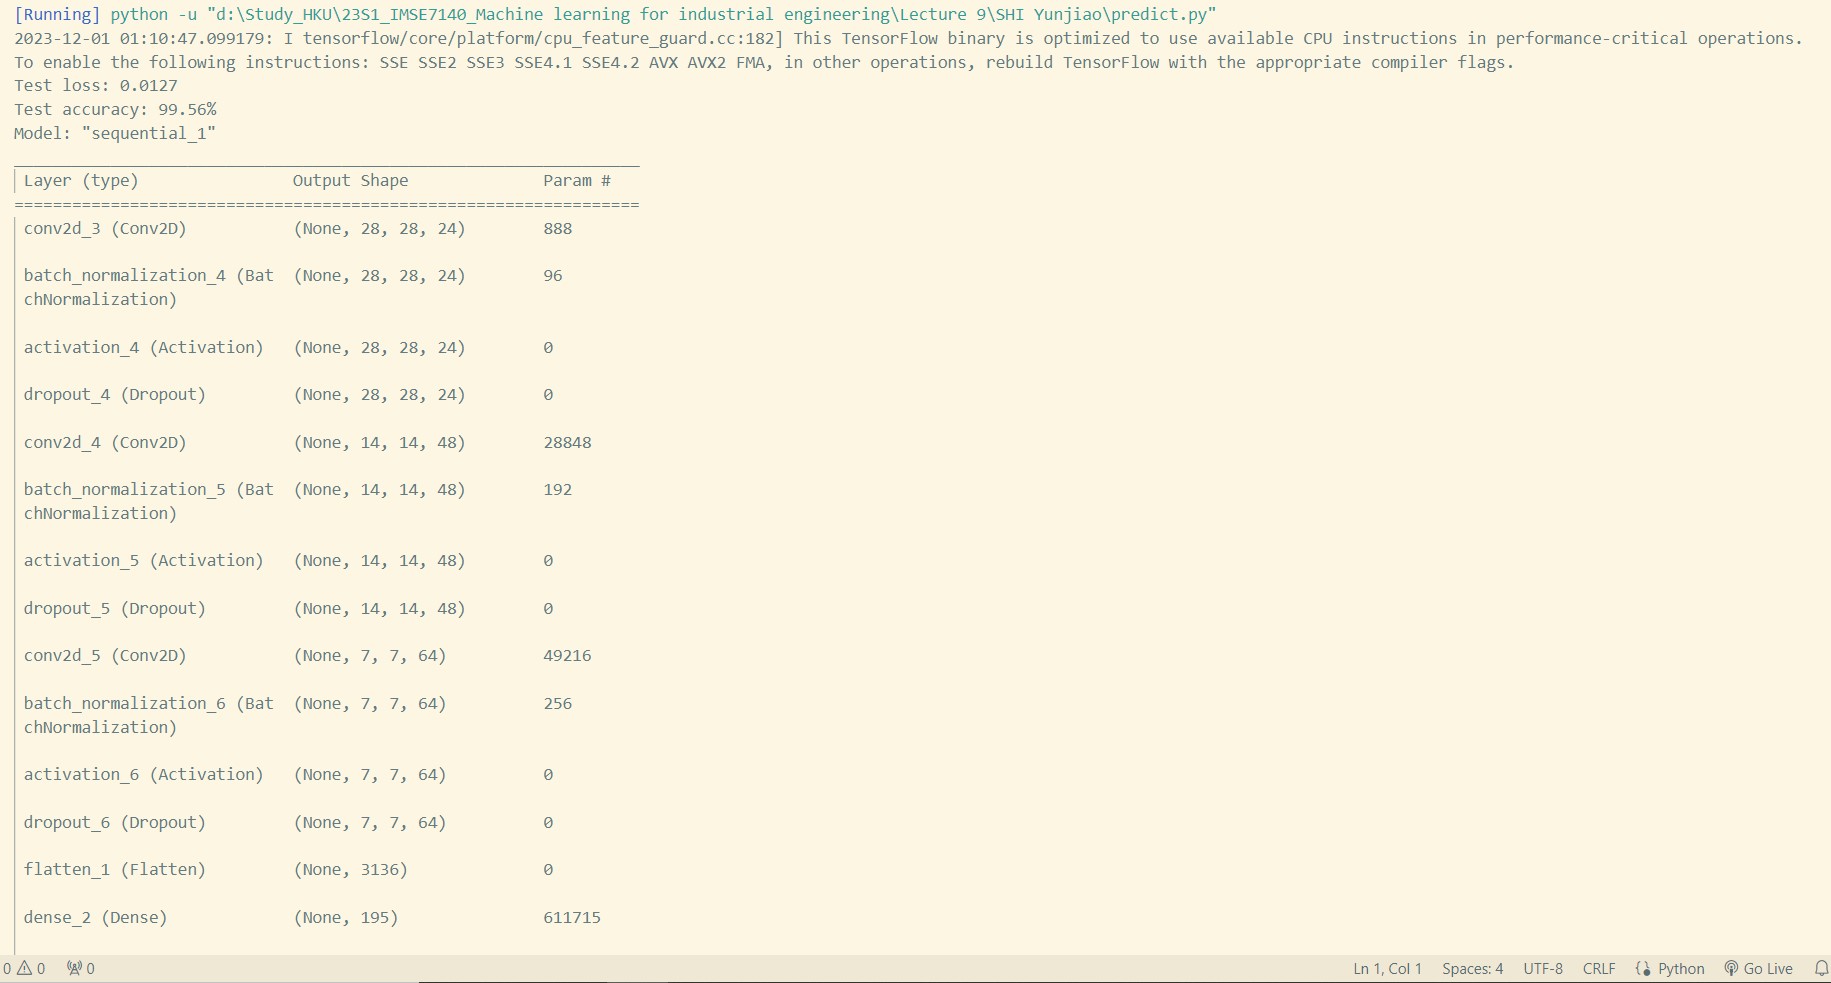 [Running] python -u "d:\Study_HKU\23S1_IMSE7140_Machine learning for industrial engineering\Lecture 9\SHI Yunjiao\predict.py"
2023-12-01 01:10:47.099179: I tensorflow/core/platform/cpu_feature_guard.cc:182] This TensorFlow binary is optimized to use available CPU instructions in performance-critical operations.
To enable the following instructions: SSE SSE2 SSE3 SSE4.1 SSE4.2 AVX AVX2 FMA, in other operations, rebuild TensorFlow with the appropriate compiler flags.
Test loss: 0.0127
Test accuracy: 99.56%
Model: "sequential_1"
_________________________________________________________________
Layer (type) Output Shape Param #
=================================================================
conv2d_3 (Conv2D) (None, 28, 28, 24) 888
batch_normalization_4 (Bat (None, 28, 28, 24) 96
chNormalization)
activation_4 (Activation) (None, 28, 28, 24) 0
dropout_4 (Dropout) (None, 28, 28, 24) 0
conv2d_4 (Conv2D) (None, 14, 14, 48) 28848
batch_normalization_5 (Bat (None, 14, 14, 48) 192
chNormalization)
activation_5 (Activation) (None, 14, 14, 48) 0
dropout_5 (Dropout) (None, 14, 14, 48) 0
conv2d_5 (Conv2D) (None, 7, 7, 64) 49216
batch_normalization_6 (Bat (None, 7, 7, 64) 256
chNormalization)
activation_6 (Activation) (None, 7, 7, 64) 0
dropout_6 (Dropout) (None, 7, 7, 64) 0
flatten_1 (Flatten) (None, 3136) 0
dense_2 (Dense) (None, 195) 611715
0 0 0 Ln 1, Col 1 Spaces: 4 UTF-8 CRLF Python Go Live